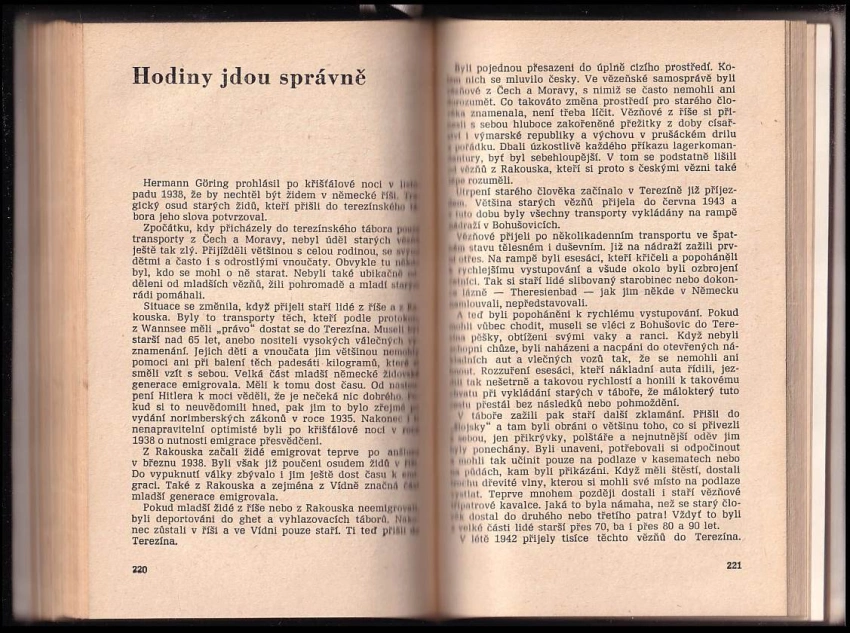 Hodiny jdou správně
Hermann Göring prohlásil po křišťálové noci v
padu 1938, že by nechtěl být židem v německé říši.
gický osud starých židů, kteří přišli do terezínského
bora jeho slova potvrzoval.
Zpočátku, kdy přicházely do terezínského tábora
transporty z Čech a Moravy, nebyl úděl starých
ještě tak zlý. Přijížděli většinou s celou rodinou, se
dětmi a často i s odrostlými vnoučaty. Obvykle tu
byl, kdo se mohl o ně starat. Nebyli také ubikačně
děleni od mladších vězňů, žili pohromadě a mladí
rádi pomáhali.
Situace se změnila, když přijeli staří lidé z říše a z
kouska. Byly to transporty těch, kteří podle
z Wannsee měli „právo" dostat se do Terezína.
starší nad 65 let, anebo nositeli vysokých válečných
znamenání. Jejich děti a vnoučata jim většinou
pomoci ani při balení těch padesáti kilogramů,
směli vzít s sebou. Velká část mladší německé
generace emigrovala. Měli k tomu dost času. Od
pení Hitlera k moci věděli, že je nečeká nic dobrého.
kud si to neuvědomili hned, pak jim to bylo zřejmé
vydání norimberských zákonů v roce 1935. Nakonec
nenapravitelní optimisté byli po křišťálové noci v
1938 o nutnosti emigrace přesvědčeni.
Z Rakouska začali židé emigrovat teprve po
v březnu 1938. Byli však již poučeni osudem židů v
Do vypuknutí války zbývalo i jim ještě dost času k
graci. Také z Rakouska a zejména z Vídně značná
mladší generace emigrovala.
Pokud mladší židé z říše nebo z Rakouska
byli deportováni do ghet a vyhlazovacích táborů.
nec zůstali v říši a ve Vídni pouze staří. Ti teď přišli
Terezína.
220
Byli pojednou přesazeni do úplně cizího prostředí. Ko-
nich se mluvilo česky. Ve vězeňské samosprávě byli
z Čech a Moravy, s nimiž se často nemohli ani
Co takováto změna prostředí pro starého člo-
znamenala, není třeba líčit. Vězňové z říše si při-
s sebou hluboce zakořeněné přežitky z doby císař-
i výmarské republiky a výchovu v prušáckém drilu
pořádku. Dbali úzkostlivě každého příkazu lagerkoman-
byť byl sebehloupější. V tom se podstatně lišili
vězňů z Rakouska, kteří si proto s českými vězni také
rozuměli.
Utrpení starého člověka začínalo v Terezíně již příjez-
Většina starých vězňů přijela do června 1943 a
dobu byly všechny transporty vykládány na rampě
v Bohušovicích.
Vězňové přijeli po několikadenním transportu ve špat-
stavu tělesném i duševním. Již na nádraží zažili prv-
Na rampě byli esesáci, kteří křičeli a popoháněli
rychlejšímu vystupování a všude okolo byli ozbrojení
Tak si staří lidé slibovaný starobinec nebo dokon-
lázně — Theresienbad — jak jim někde v Německu
nepředstavovali.
A teď byli popoháněni k rychlému vystupování. Pokud
vůbec chodit, museli se vléci z Bohušovic do Tere-
pěšky, obtíženi svými vaky a ranci. Když nebyli
chůze, byli naházeni a nacpáni do otevřených ná-
aut a vlečných vozů tak, že se nemohli ani
Rozzuření esesáci, kteří nákladní auta řídili, jez-
tak nešetrně a takovou rychlostí a honili k takovému
při vykládání starých v táboře, že málokterý tuto
přestál bez následků nebo pohmoždění.
V táboře zažili pak staří další zklamání. Přišli do
„šlojsky" a tam byli obráni o většinu toho, co si přivezli
sebou, jen přikrývky, polštáře a nejnutnější oděv jim
ponechány. Byli unaveni, potřebovali si odpočinout
mohli tak učinit pouze na podlaze v kasematech nebo
půdách, kam byli přikázáni. Když měli štěstí, dostali
dřevité vlny, kterou si mohli své místo na podlaze
Teprve mnohem později dostali i staří vězňové
kavalce. Jaká to byla námaha, než se starý člo-
dostal do druhého nebo třetího patra! Vždyť to byli
velké části lidé starší přes 70, ba i přes 80 a 90 let.
V létě 1942 přijely tisíce těchto vězňů do Terezína.
221